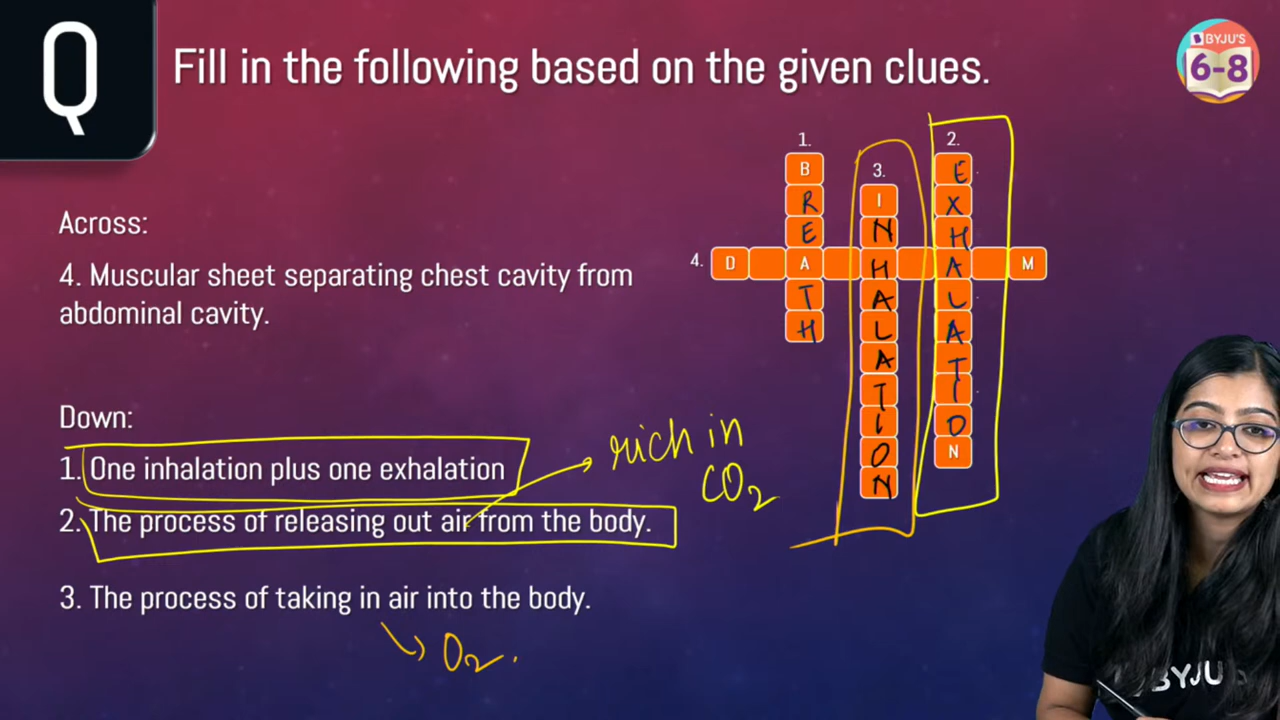 Q
Fill in the following based on the given clues.
BYJU'S
6-8
Across:
4. Muscular sheet separating chest cavity from
abdominal cavity.
Down:
1. One inhalation plus one exhalation
2. The process of releasing out air from the body.
3. The process of taking in air into the body.
rich in
CO2
O2
1.
BREATH
3.
INHALATION
2.
EXHALATION
4. D A H A M
BYJU'S